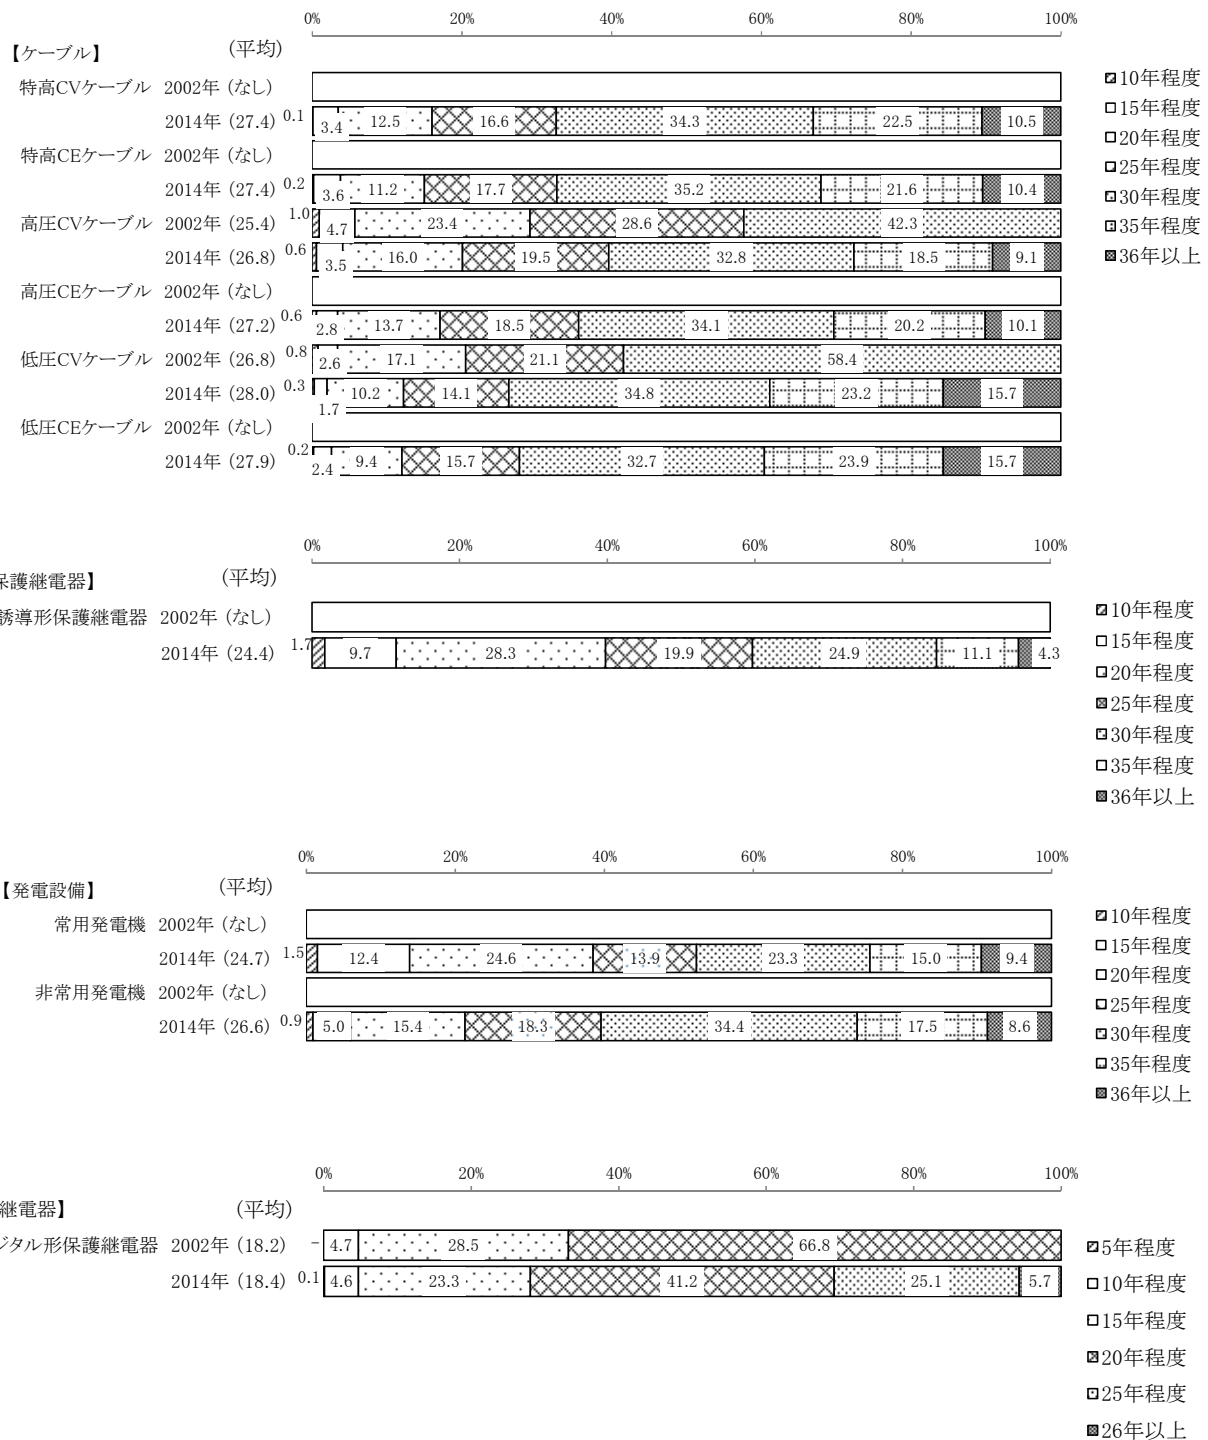 0% 20% 40% 60% 80% 100%
【ケーブル】 (平均)
特高CVケーブル 2002年 (なし)
2014年 (27.4) 0.1 3.4 12.5 16.6 34.3 22.5 10.5
特高CEケーブル 2002年 (なし)
2014年 (27.4) 0.2 3.6 11.2 17.7 35.2 21.6 10.4
高圧CVケーブル 2002年 (25.4) 1.0 4.7 23.4 28.6 42.3
2014年 (26.8) 0.6 3.5 16.0 19.5 32.8 18.5 9.1
高圧CEケーブル 2002年 (なし)
2014年 (27.2) 0.6 2.8 13.7 18.5 34.1 20.2 10.1
低圧CVケーブル 2002年 (26.8) 0.8 2.6 17.1 21.1 58.4
2014年 (28.0) 0.3 1.7 10.2 14.1 34.8 23.2 15.7
低圧CEケーブル 2002年 (なし)
2014年 (27.9) 0.2 2.4 9.4 15.7 32.7 23.9 15.7
10年程度
15年程度
20年程度
25年程度
30年程度
35年程度
36年以上
0% 20% 40% 60% 80% 100%
保護継電器】 (平均)
誘導形保護継電器 2002年 (なし)
2014年 (24.4) 1.7 9.7 28.3 19.9 24.9 11.1 4.3
10年程度
15年程度
20年程度
25年程度
30年程度
35年程度
36年以上
0% 20% 40% 60% 80% 100%
【発電設備】 (平均)
常用発電機 2002年 (なし)
2014年 (24.7) 1.5 12.4 24.6 13.9 23.3 15.0 9.4
非常用発電機 2002年 (なし)
2014年 (26.6) 0.9 5.0 15.4 18.3 34.4 17.5 8.6
10年程度
15年程度
20年程度
25年程度
30年程度
35年程度
36年以上
0% 20% 40% 60% 80% 100%
継電器】 (平均)
ジタル形保護継電器 2002年 (18.2) － 4.7 28.5 66.8
2014年 (18.4) 0.1 4.6 23.3 41.2 25.1 5.7
5年程度
10年程度
15年程度
20年程度
25年程度
26年以上